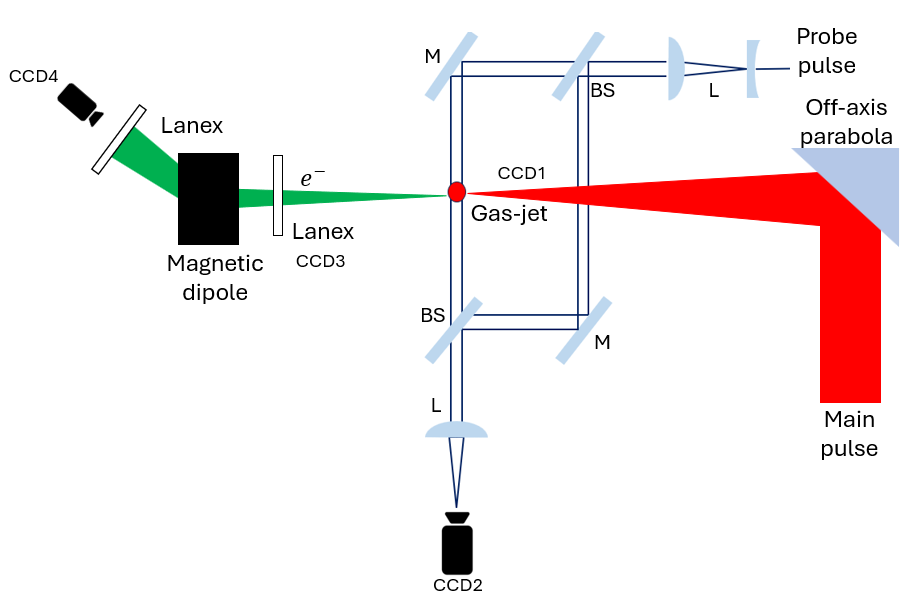 Probe
pulse
M
CCD4
BS
L
Off-axis
parabola
Lanex
CCD1
e⁻
Gas-jet
Lanex
CCD3
Magnetic
dipole
BS
M
L
Main
pulse
CCD2